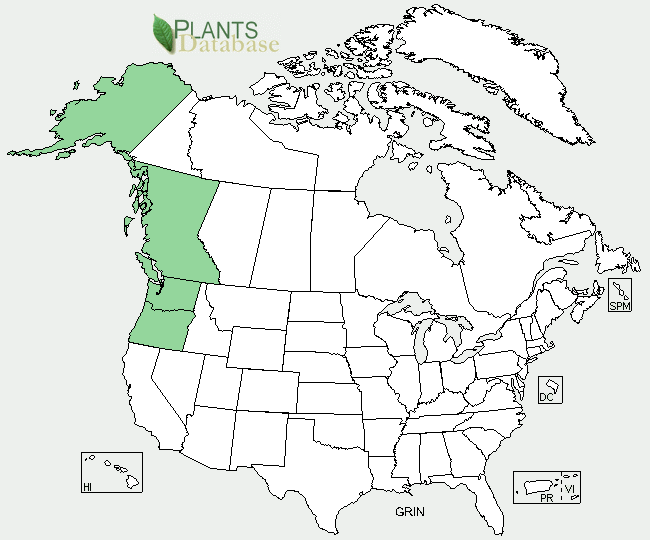 PLANTS
Database
SPM
DC
HI
PR
VI
GRIN